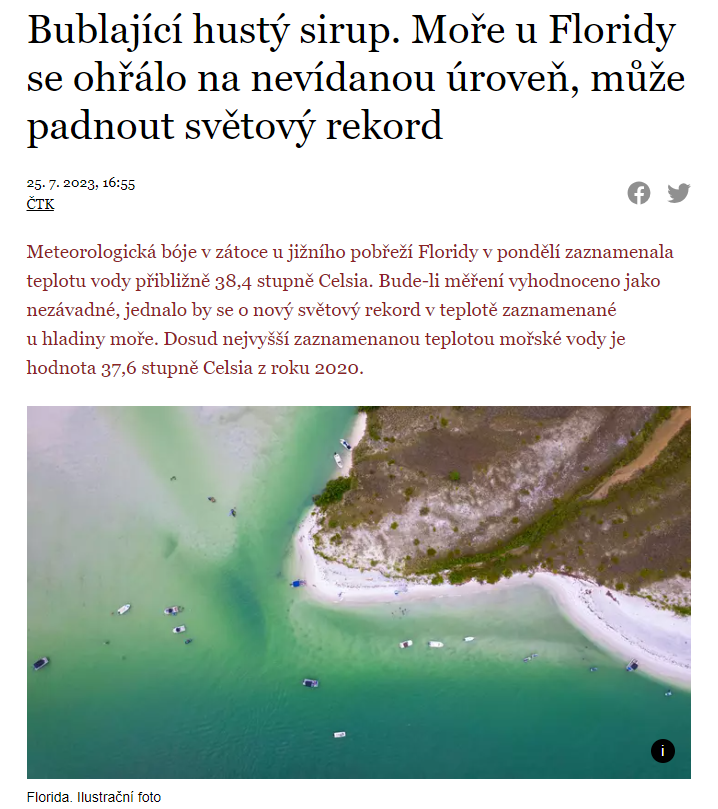 Bublající hustý sirup. Moře u Floridy
se ohřálo na nevídanou úroveň, může
padnout světový rekord
25. 7. 2023, 16:55
ČTK
Meteorologická bóje v zátoce u jižního pobřeží Floridy v pondělí zaznamenala
teplotu vody přibližně 38,4 stupně Celsia. Bude-li měření vyhodnoceno jako
nezávadné, jednalo by se o nový světový rekord v teplotě zaznamenané
u hladiny moře. Dosud nejvyšší zaznamenanou teplotou mořské vody je
hodnota 37,6 stupně Celsia z roku 2020.
i
Florida. Ilustrační foto